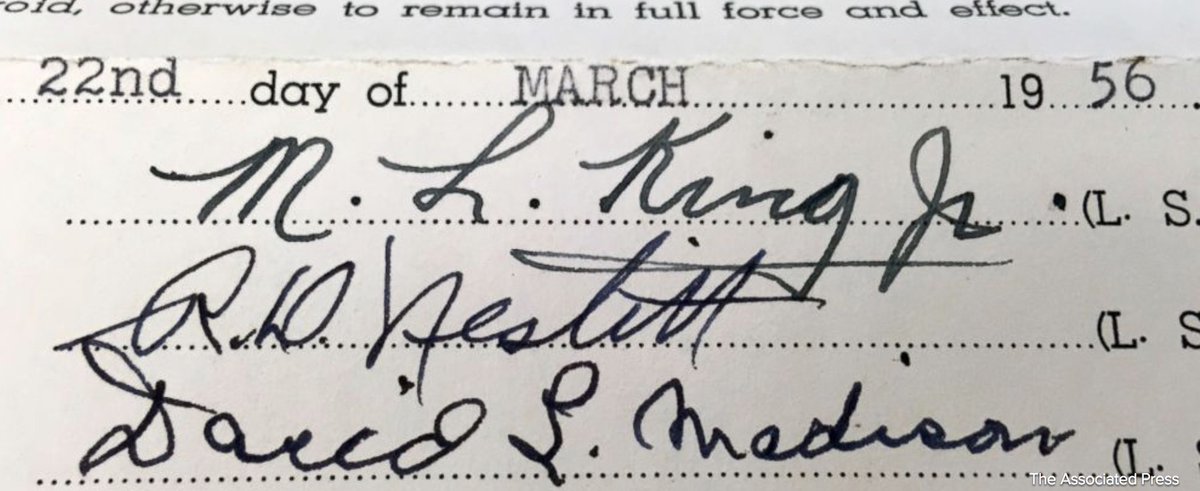 oid, otherwise to remain in full force and effect.
22nd day of MARCH 19 56
M. L. King Jr. (L. S.
R.D. Nesbitt (L. S
David L. Madison (L. S
The Associated Press